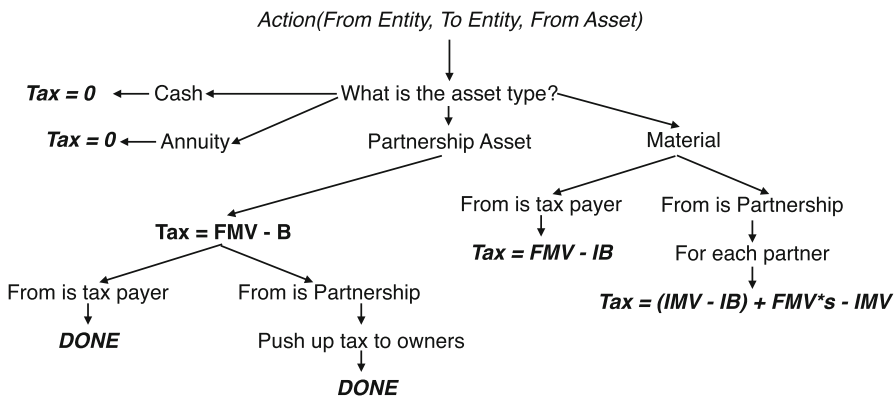 Action(From Entity, To Entity, From Asset)
Tax = 0
Cash
What is the asset type?
Tax = 0
Annuity
Partnership Asset
Material
From is tax payer
From is Partnership
Tax = FMV - B
Tax = FMV - IB
For each partner
From is tax payer
From is Partnership
Tax = (IMV - IB) + FMV*s - IMV
DONE
Push up tax to owners
DONE